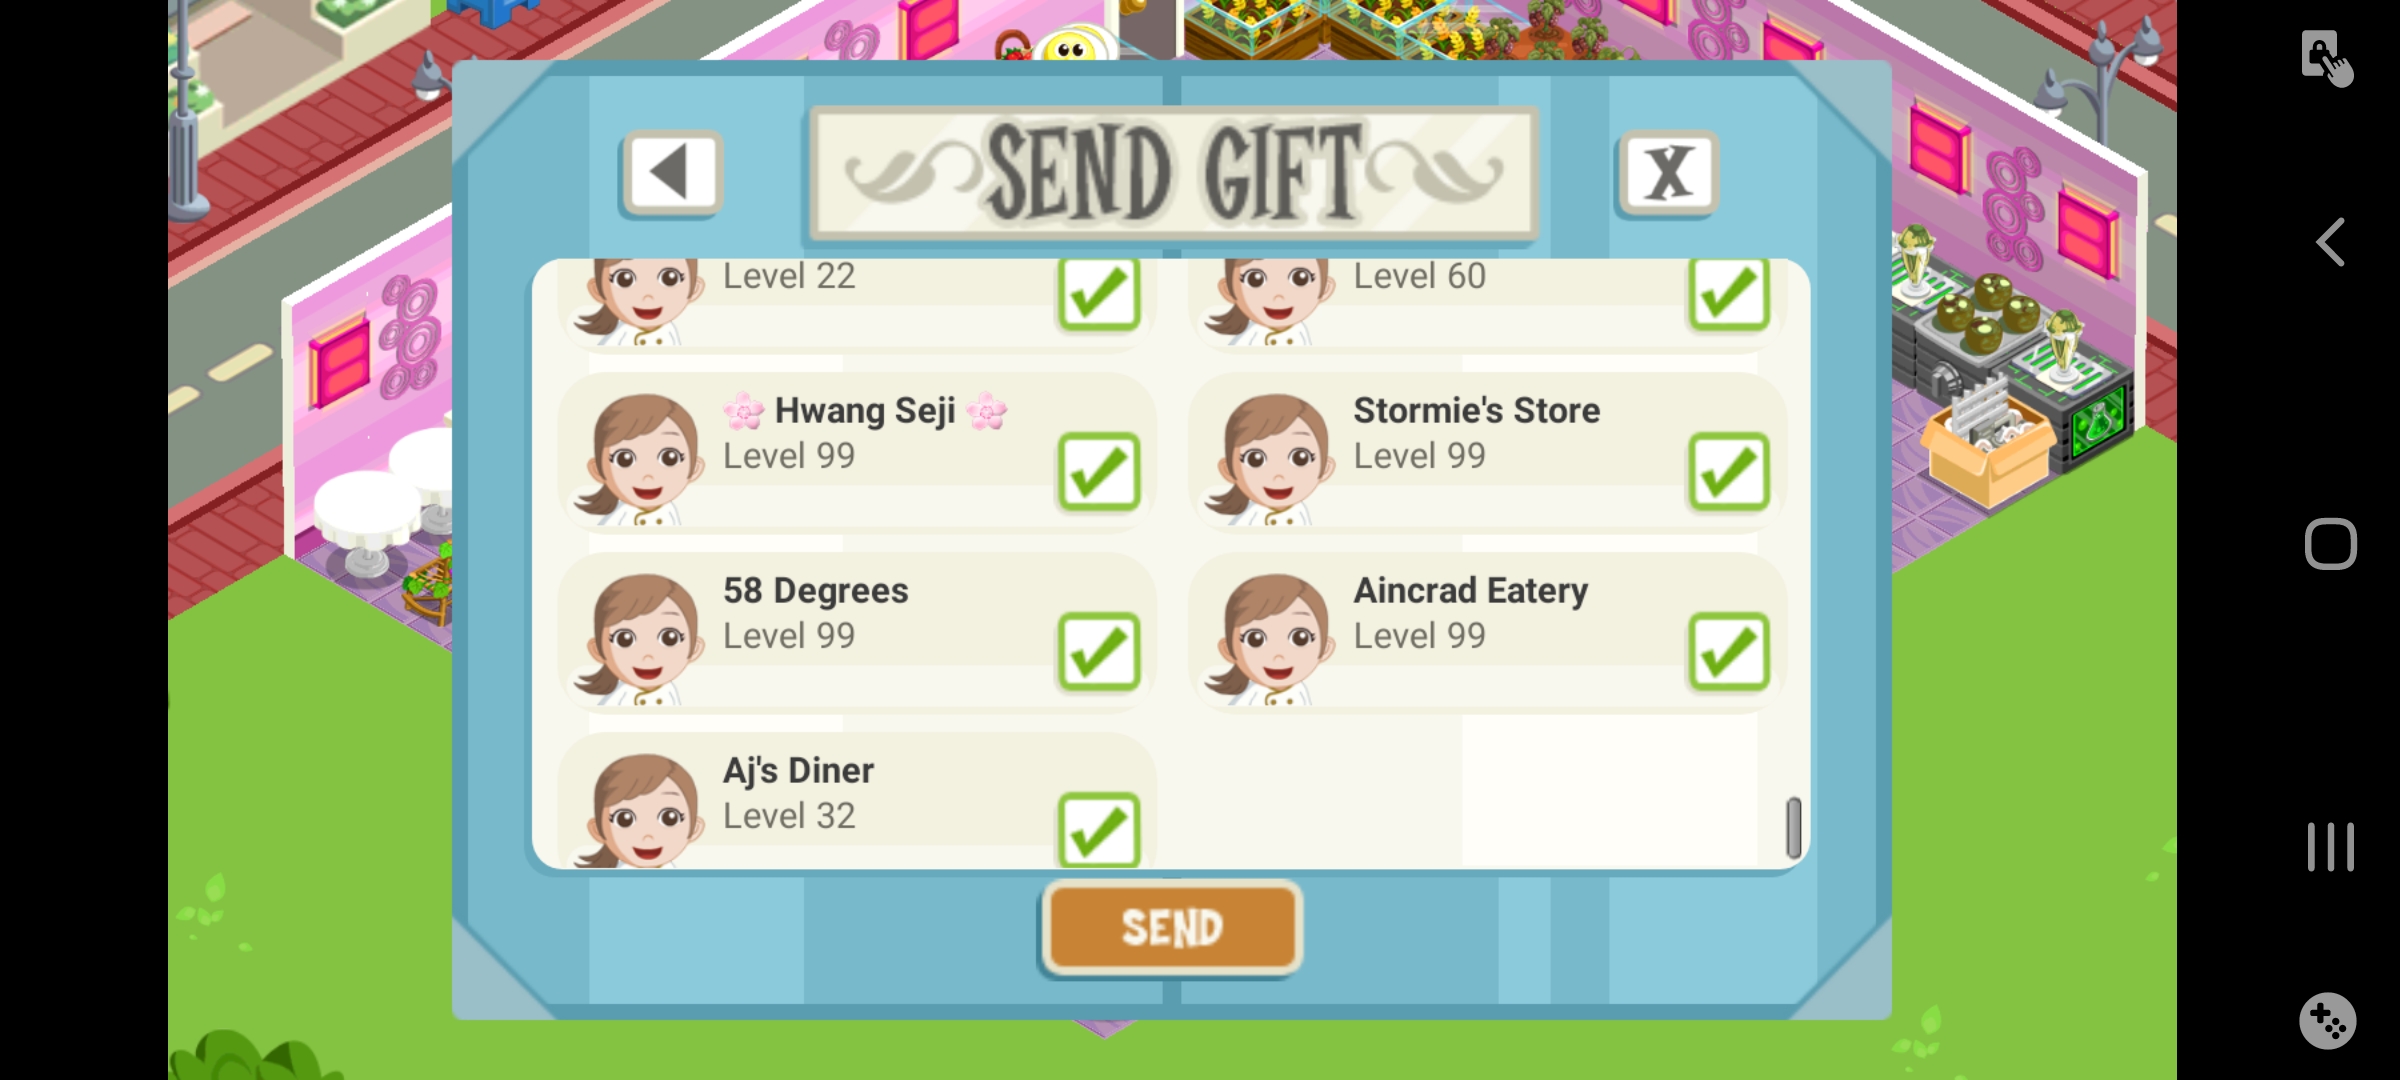 SEND GIFT
X
Level 22
Level 60
🌸 Hwang Seji 🌸
Level 99
Stormie's Store
Level 99
58 Degrees
Level 99
Aincrad Eatery
Level 99
Aj's Diner
Level 32
SEND